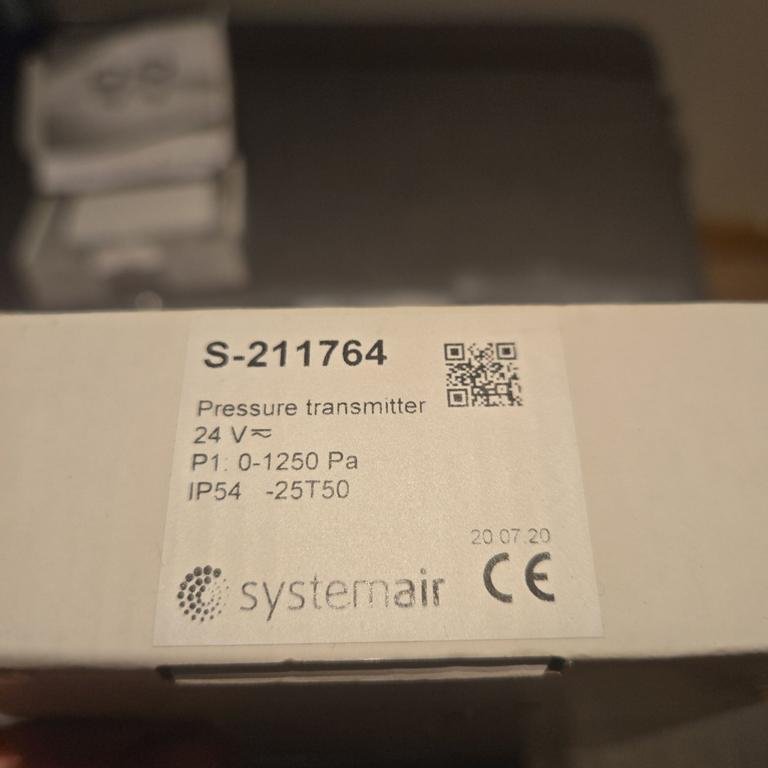 S-211764
Pressure transmitter
24 V⎓
P1: 0-1250 Pa
IP54 -25T50
20.07.20
systemair CE